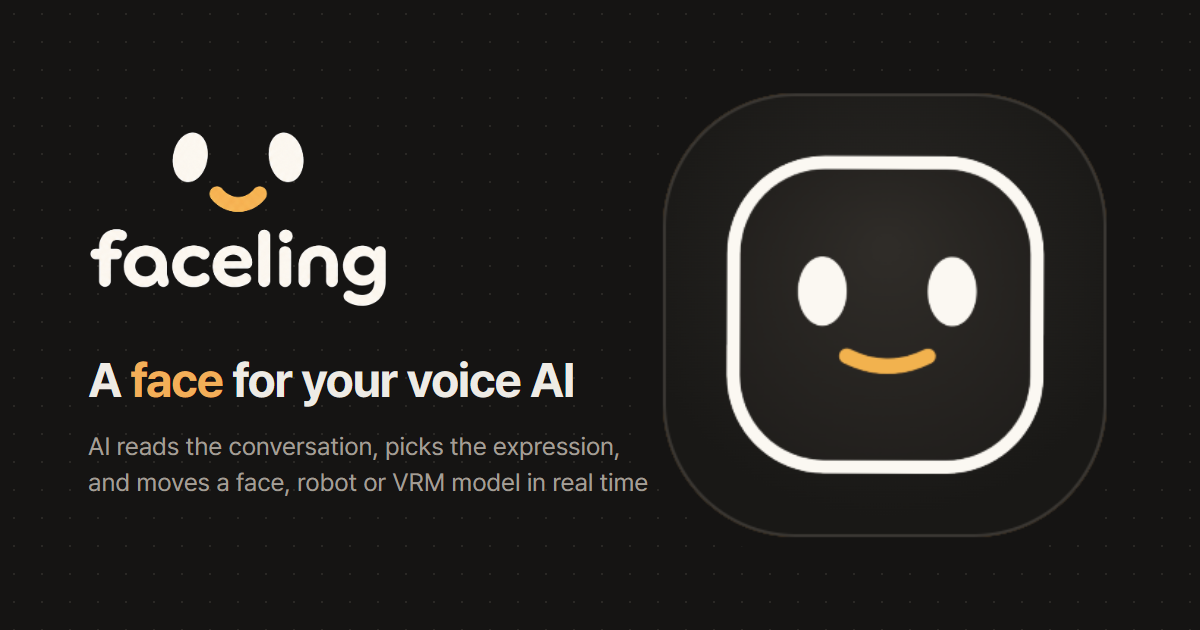 faceling
A face for your voice AI
AI reads the conversation, picks the expression,
and moves a face, robot or VRM model in real time